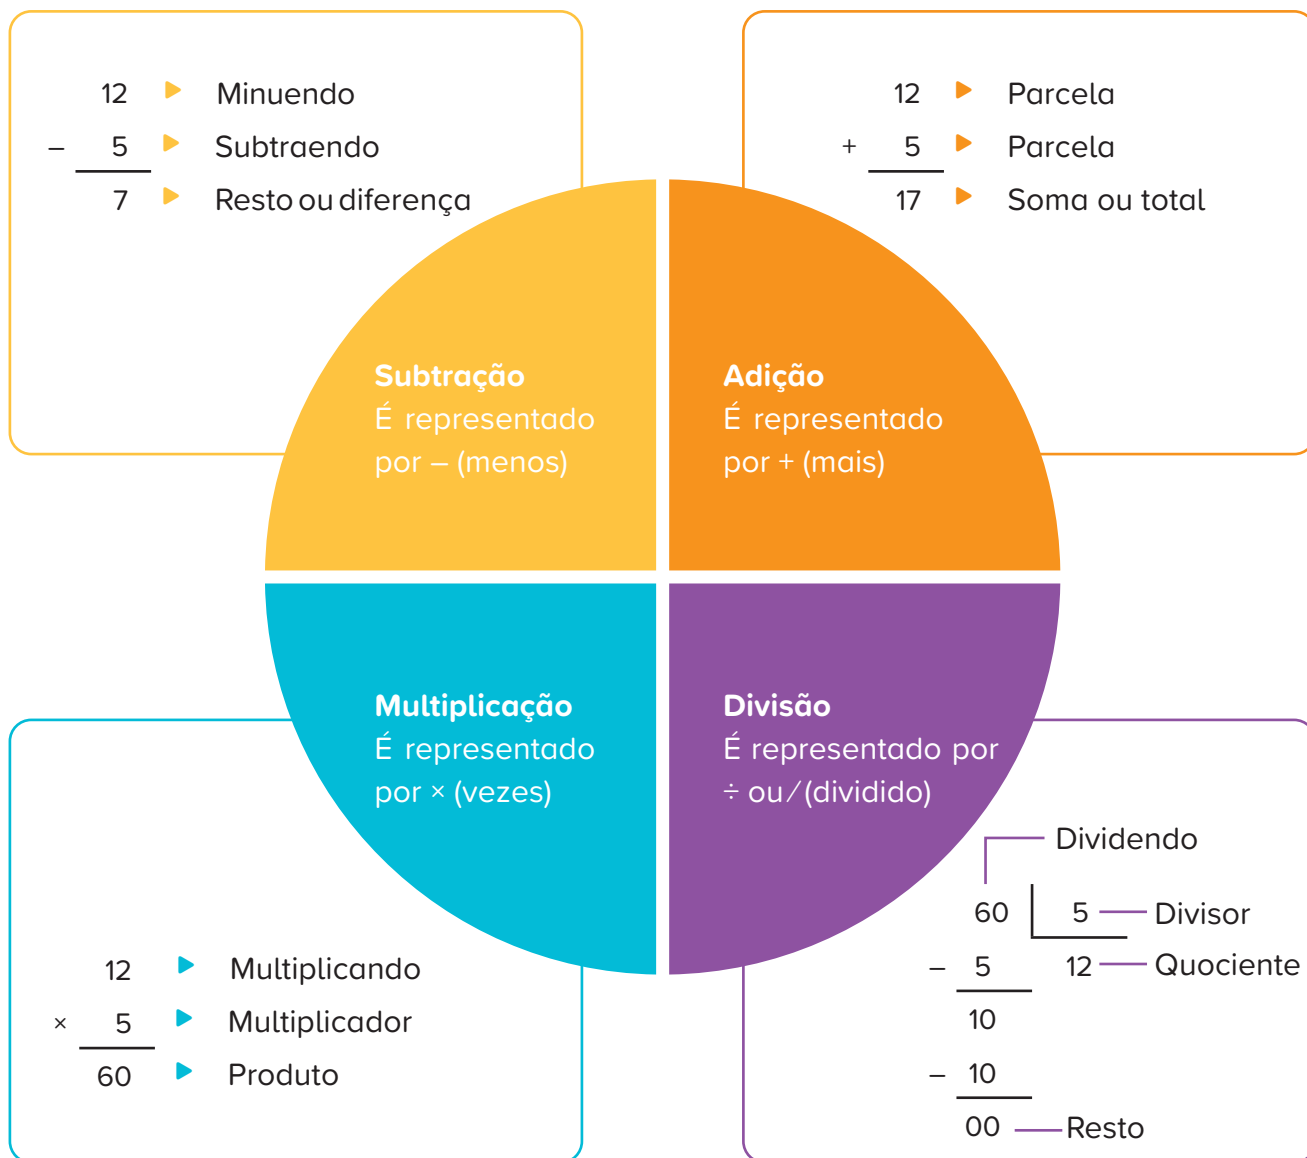 12 Minuendo
– 5 Subtraendo
7 Resto ou diferença
Subtração
É representado
por – (menos)
12 Parcela
+ 5 Parcela
17 Soma ou total
Adição
É representado
por + (mais)
Multiplicação
É representado
por × (vezes)
12 Multiplicando
× 5 Multiplicador
60 Produto
Divisão
É representado por
÷ ou / (dividido)
Dividendo
60 5 Divisor
– 5 12 Quociente
10
– 10
00 Resto